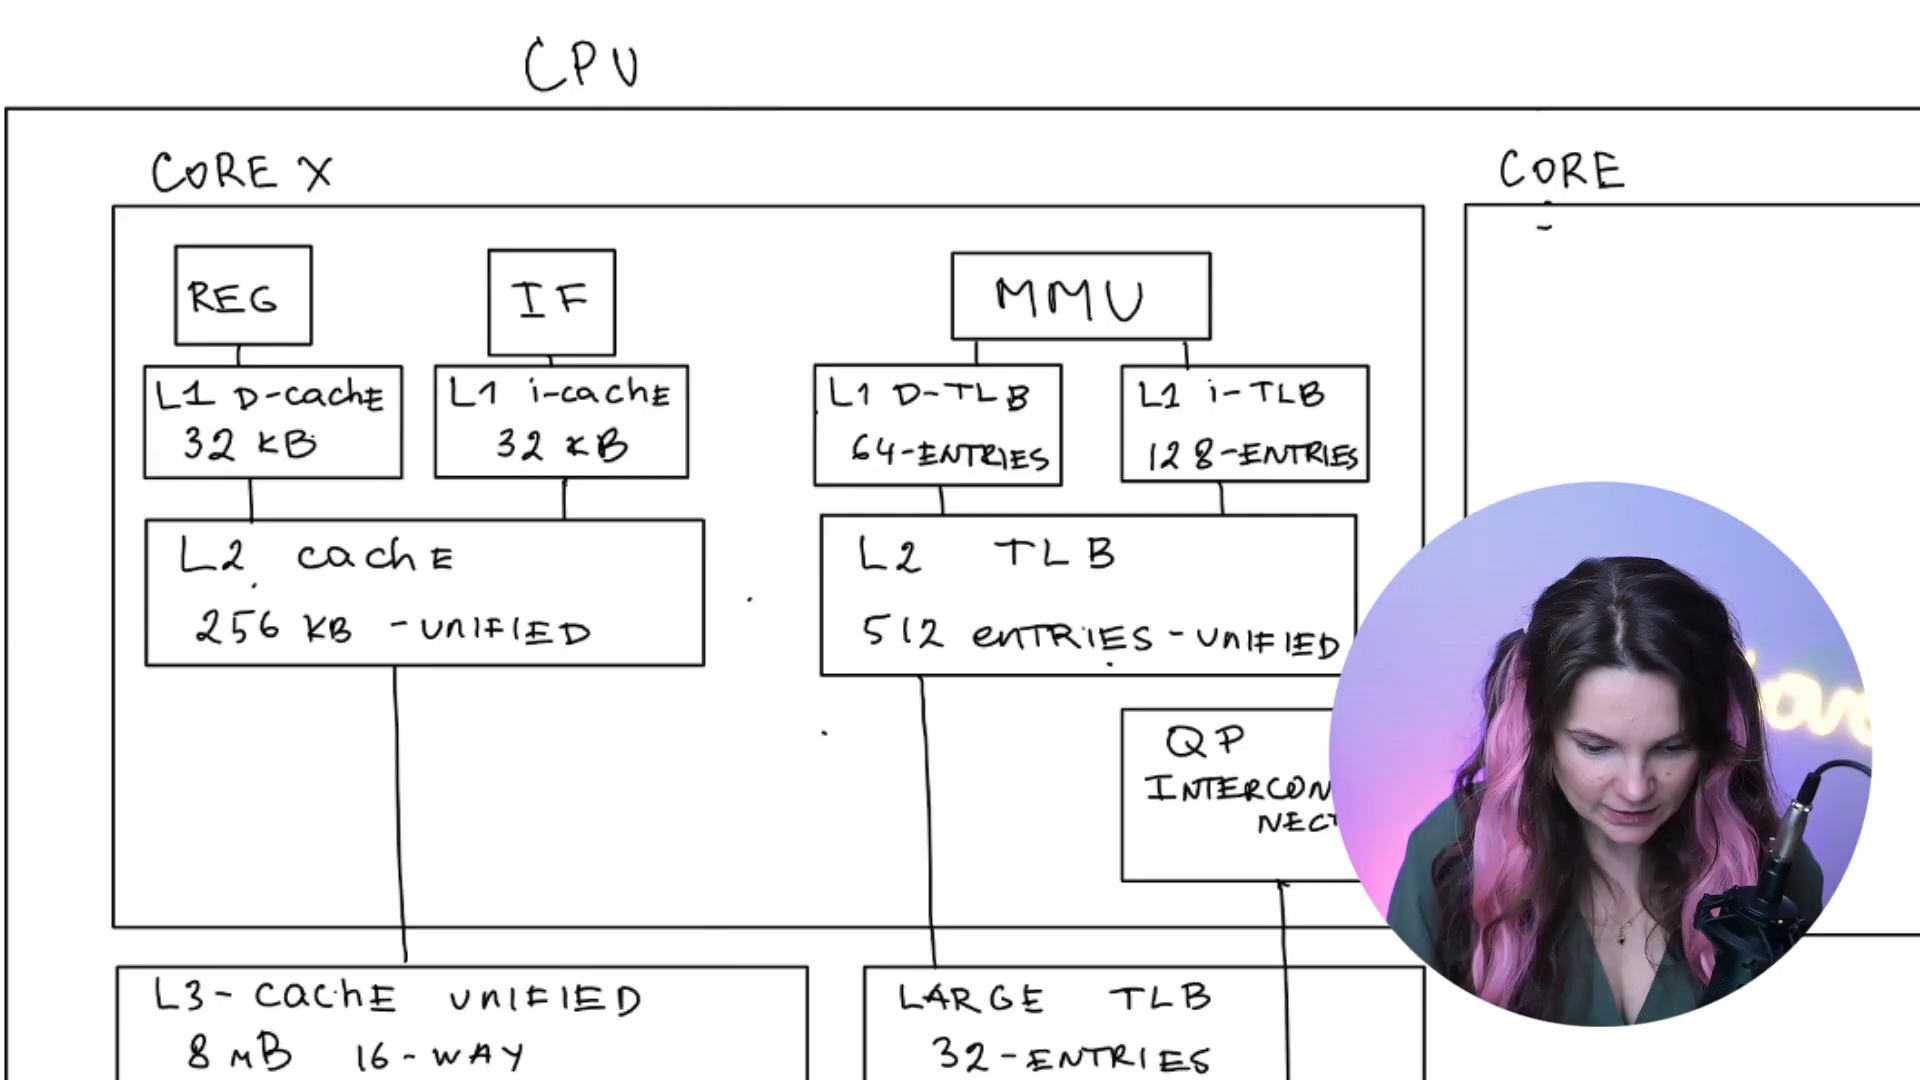 CPU
CORE X
CORE
REG
IF
MMU
L1 D-cachE
32 KB
L1 i-cachE
32 KB
L1 D-TLB
64-ENTRIES
L1 i-TLB
128-ENTRIES
L2 cachE
256 KB -UNIFIED
L2 TLB
512 ENTRIES-UNIFIED
QP
INTERCON
NECT
L3-CachE UNIFIED
8 MB 16-WAY
LARGE TLB
32-ENTRIES